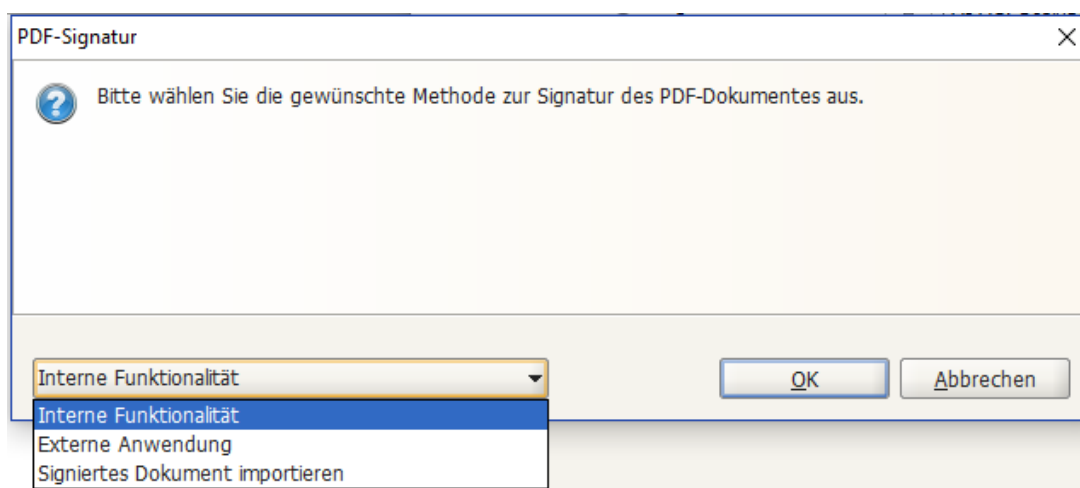 PDF-Signatur
Bitte wählen Sie die gewünschte Methode zur Signatur des PDF-Dokumentes aus.
Interne Funktionalität
OK
Abbrechen
Interne Funktionalität
Externe Anwendung
Signiertes Dokument importieren